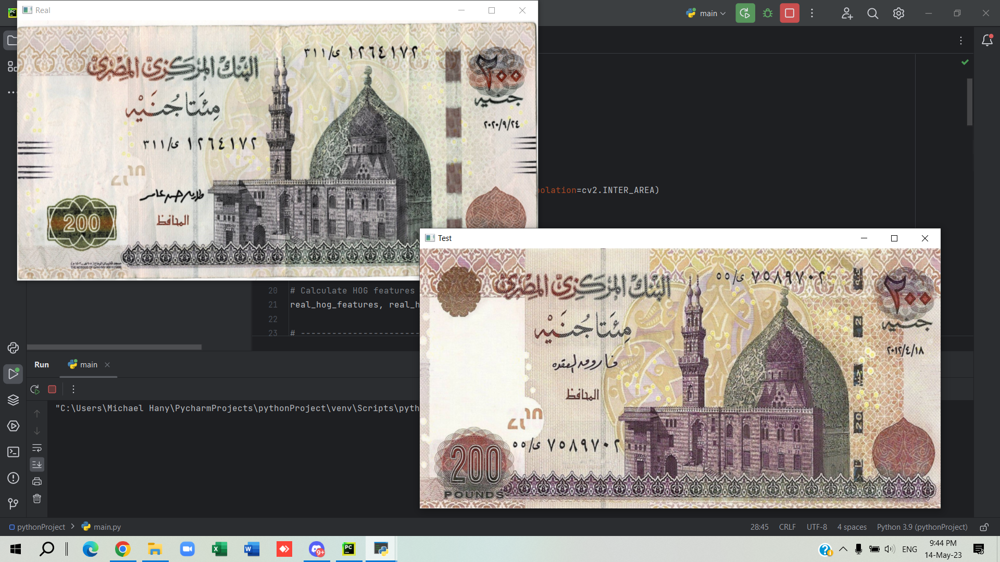 Real
main
البنك المركزي المصري
٣١١/ى ١٢٦٤١٧٢
٢٠٠
جنيه
مئتا جنيه
٢٠٢٠/٩/٢٤
٣١١/ى ١٢٦٤١٧٢
طارق حسن عامر
المحافظ
200
olation=cv2.INTER_AREA)
Test
20 # Calculate HOG features
21 real_hog_features, real_h
22
23 # -----------------------
البنك المركزي المصري
٥٥/ى ٧٥٨٩٧٠٢
٢٠٠
جنيه
مئتا جنيه
٢٠١٢/٤/١٨
المحافظ
٥٥/ى ٧٥٨٩٧٠٢
200
POUNDS
Run main
"C:\Users\Michael Hany\PycharmProjects\pythonProject\venv\Scripts\pyth
pythonProject > main.py
28:45 CRLF UTF-8 4 spaces Python 3.9 (pythonProject)
9+
ENG
9:44 PM
14-May-23